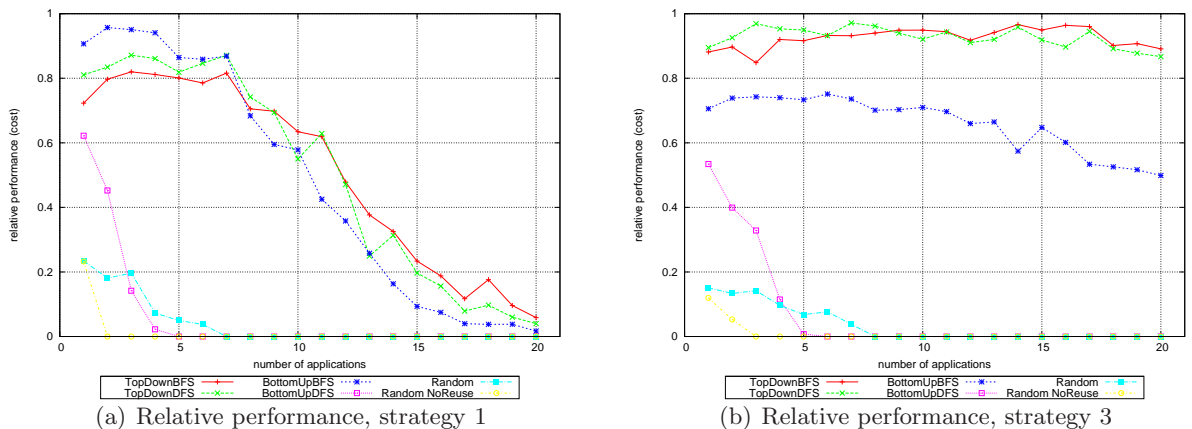 relative performance (cost)
1
0.8
0.6
0.4
0.2
0
0 5 10 15 20
number of applications
TopDownBFS BottomUpBFS Random
TopDownDFS BottomUpDFS Random NoReuse
(a) Relative performance, strategy 1
relative performance (cost)
1
0.8
0.6
0.4
0.2
0
0 5 10 15 20
number of applications
TopDownBFS BottomUpBFS Random
TopDownDFS BottomUpDFS Random NoReuse
(b) Relative performance, strategy 3